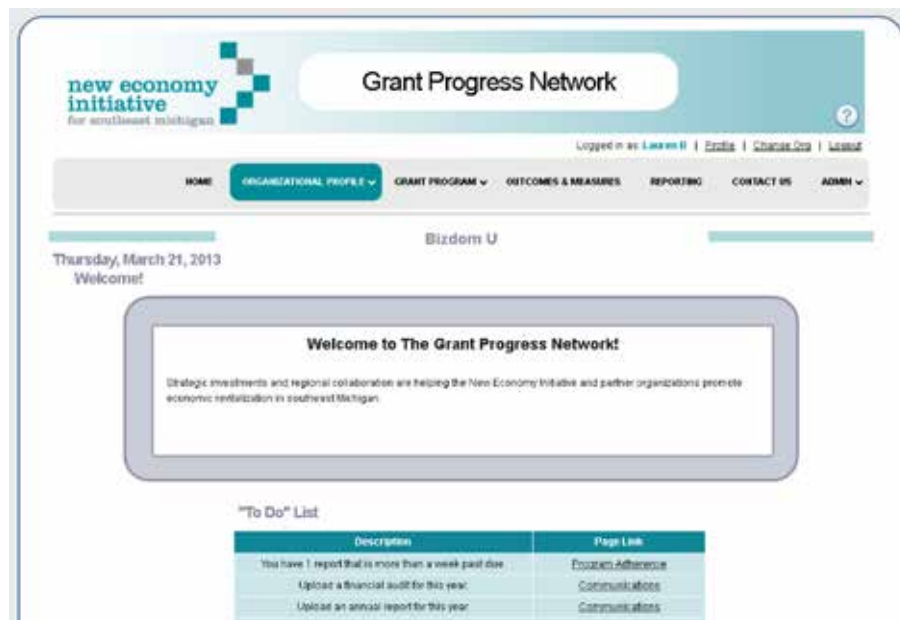 new economy
initiative
for southeast michigan
Grant Progress Network
?
Logged in as Lauren B | Profile | Change Org | Logout
HOME ORGANIZATIONAL PROFILE GRANT PROGRAM OUTCOMES & MEASURES REPORTING CONTACT US ADMIN
Bizdom U
Thursday, March 21, 2013
Welcome!
Welcome to The Grant Progress Network!
Strategic investments and regional collaboration are helping the New Economy Initiative and partner organizations promote
economic revitalization in southeast Michigan.
"To Do" List
Description Page Link
You have 1 report that is more than a week past due. Program Adherence
Upload a financial audit for this year. Communications
Upload an annual report for this year. Communications